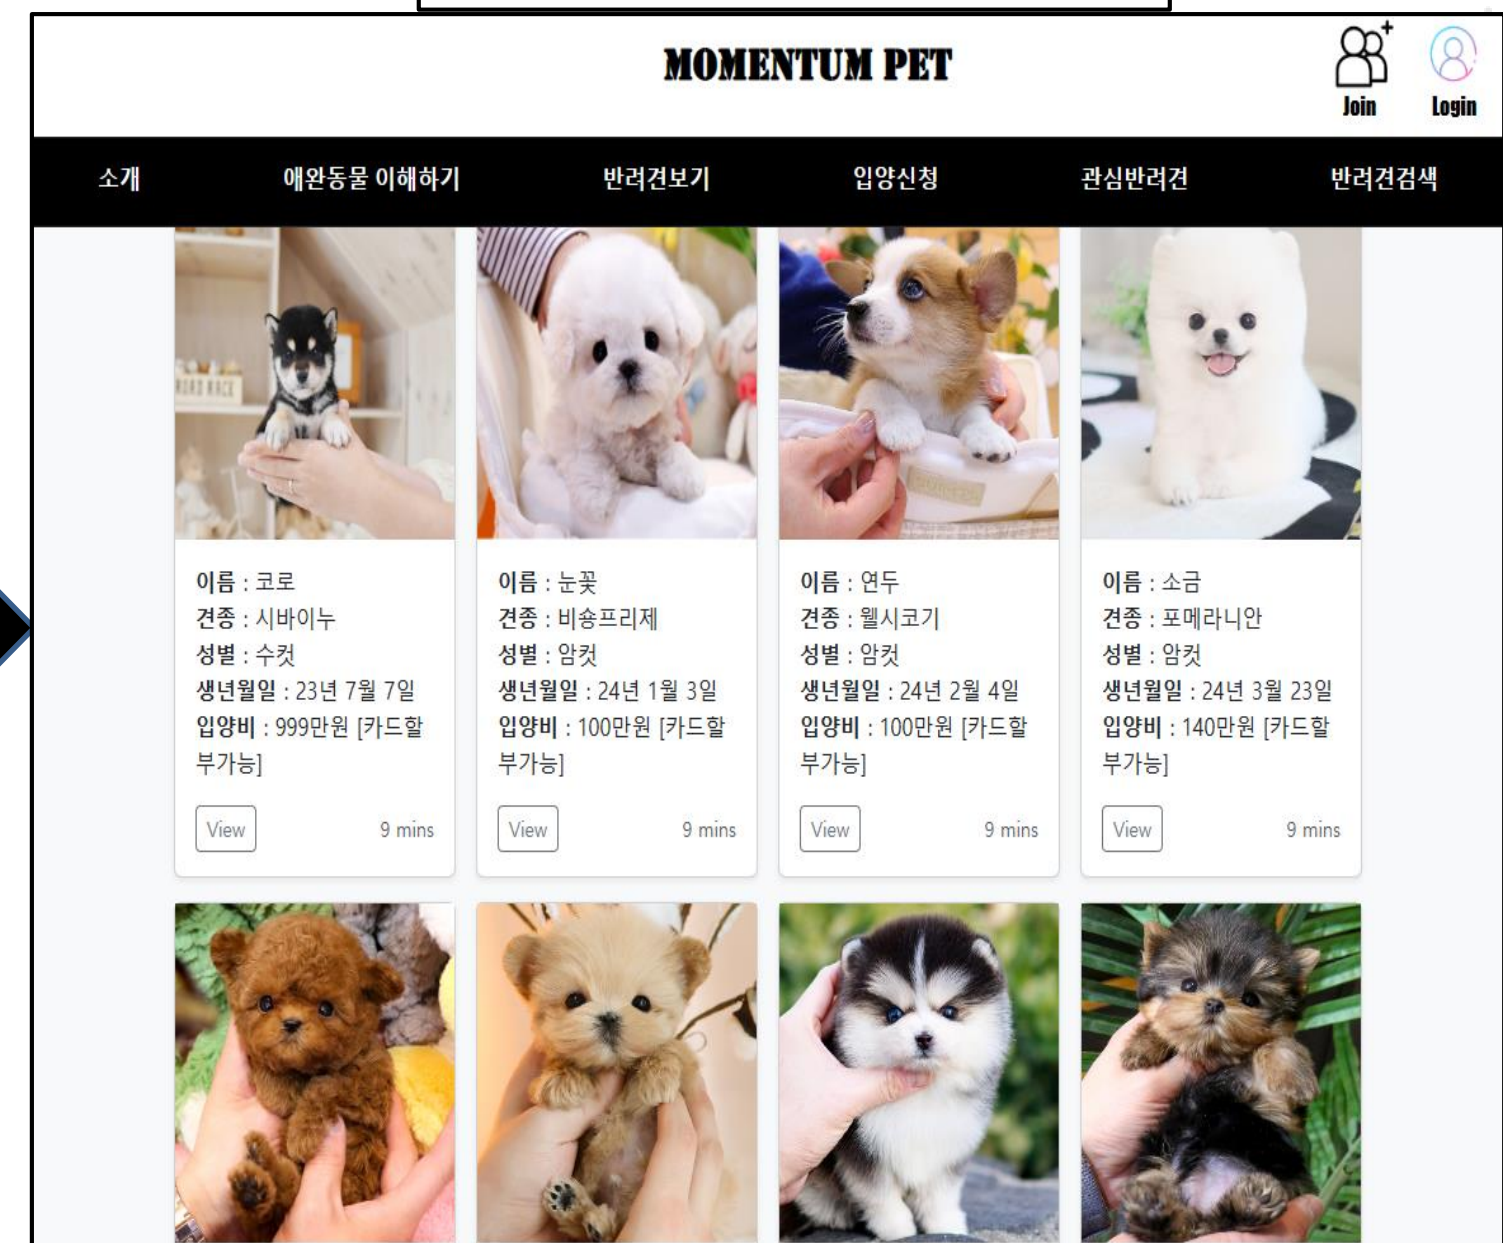 MOMENTUM PET
Join
Login
소개
애완동물 이해하기
반려견보기
입양신청
관심반려견
반려견검색
이름 : 코로
견종 : 시바이누
성별 : 수컷
생년월일 : 23년 7월 7일
입양비 : 999만원 [카드할
부가능]
View
9 mins
이름 : 눈꽃
견종 : 비숑프리제
성별 : 암컷
생년월일 : 24년 1월 3일
입양비 : 100만원 [카드할
부가능]
View
9 mins
이름 : 연두
견종 : 웰시코기
성별 : 암컷
생년월일 : 24년 2월 4일
입양비 : 100만원 [카드할
부가능]
View
9 mins
이름 : 소금
견종 : 포메라니안
성별 : 암컷
생년월일 : 24년 3월 23일
입양비 : 140만원 [카드할
부가능]
View
9 mins